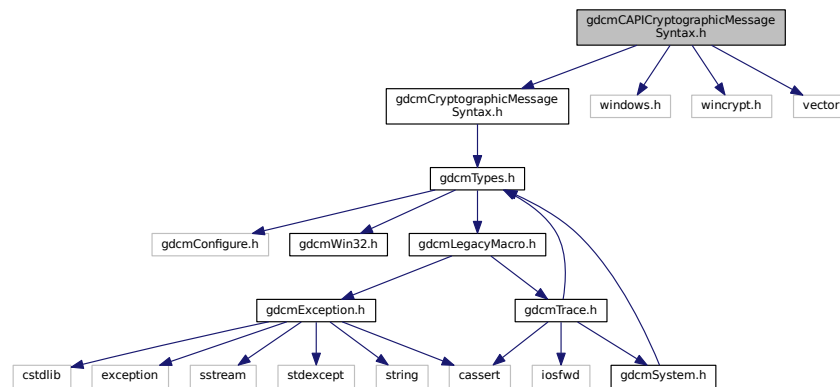 gdcmCAPICryptographicMessage
Syntax.h
gdcmCryptographicMessage
Syntax.h
windows.h
wincrypt.h
vector
gdcmTypes.h
gdcmConfigure.h
gdcmWin32.h
gdcmLegacyMacro.h
gdcmException.h
gdcmTrace.h
cstdlib
exception
sstream
stdexcept
string
cassert
iosfwd
gdcmSystem.h